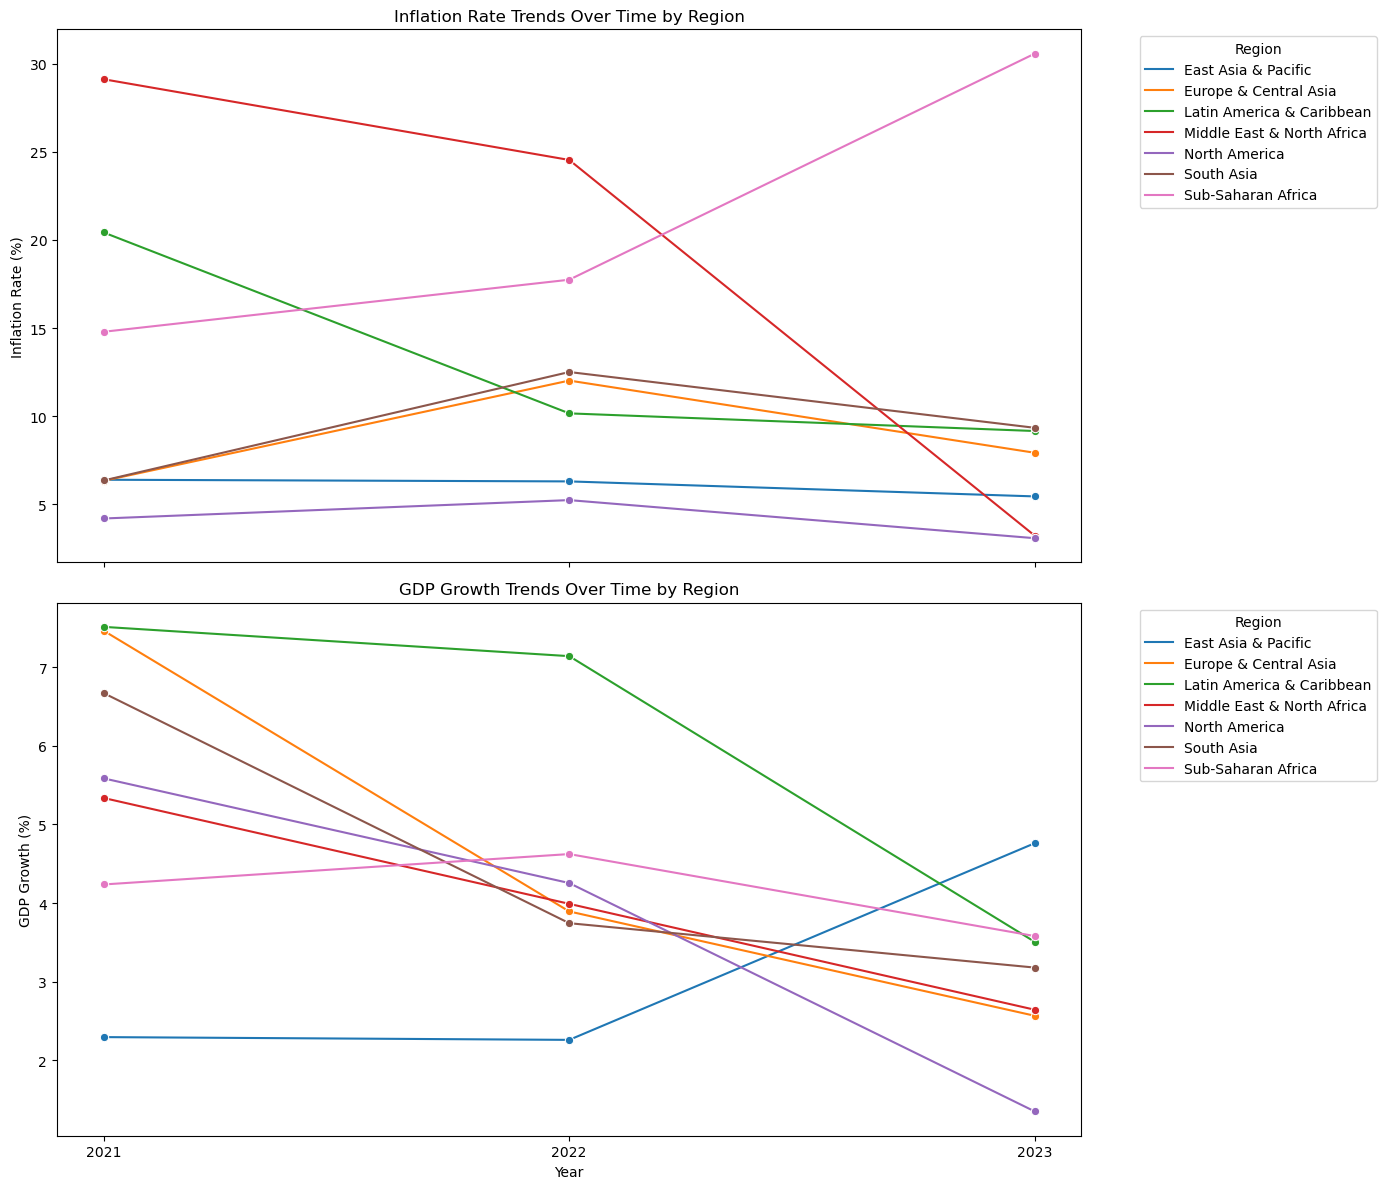 Inflation Rate Trends Over Time by Region
Inflation Rate (%)
30
25
20
15
10
5
Region
East Asia & Pacific
Europe & Central Asia
Latin America & Caribbean
Middle East & North Africa
North America
South Asia
Sub-Saharan Africa
GDP Growth Trends Over Time by Region
GDP Growth (%)
7
6
5
4
3
2
2021
2022
2023
Year
Region
East Asia & Pacific
Europe & Central Asia
Latin America & Caribbean
Middle East & North Africa
North America
South Asia
Sub-Saharan Africa